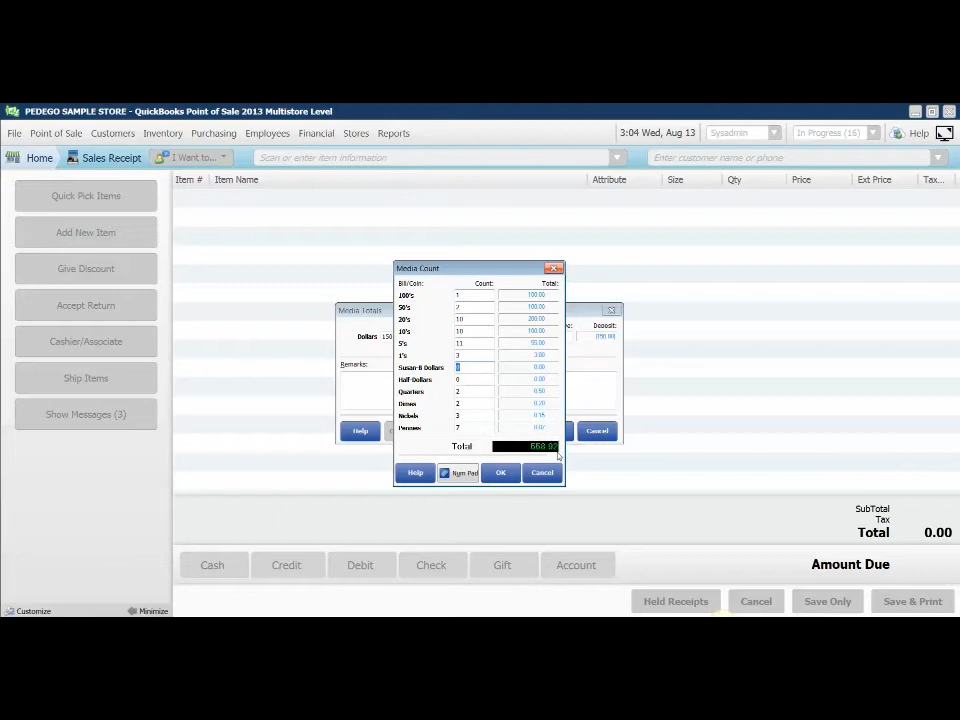 PEDEGO SAMPLE STORE - QuickBooks Point of Sale 2013 Multistore Level
File Point of Sale Customers Inventory Purchasing Employees Financial Stores Reports 3:04 Wed, Aug 13 Sysadmin In Progress (16) Help
Home Sales Receipt I Want to... Scan or enter item information Enter customer name or phone
Item # Item Name Attribute Size Qty Price Ext Price Tax...
Quick Pick Items
Add New Item
Give Discount
Accept Return
Cashier/Associate
Ship Items
Show Messages (3)
Media Totals
Deposit:
Dollars 150
(150.00)
Remarks:
Help
Cancel
Media Count
Bill/Coin: Count: Total:
100's 1 100.00
50's 2 100.00
20's 10 200.00
10's 10 100.00
5's 11 55.00
1's 3 3.00
Susan-B Dollars 0 0.00
Half-Dollars 0 0.00
Quarters 2 0.50
Dimes 2 0.20
Nickels 3 0.15
Pennies 7 0.07
Total 558.92
Help Num Pad OK Cancel
SubTotal
Tax
Total 0.00
Cash Credit Debit Check Gift Account Amount Due
Held Receipts Cancel Save Only Save & Print
Customize Minimize